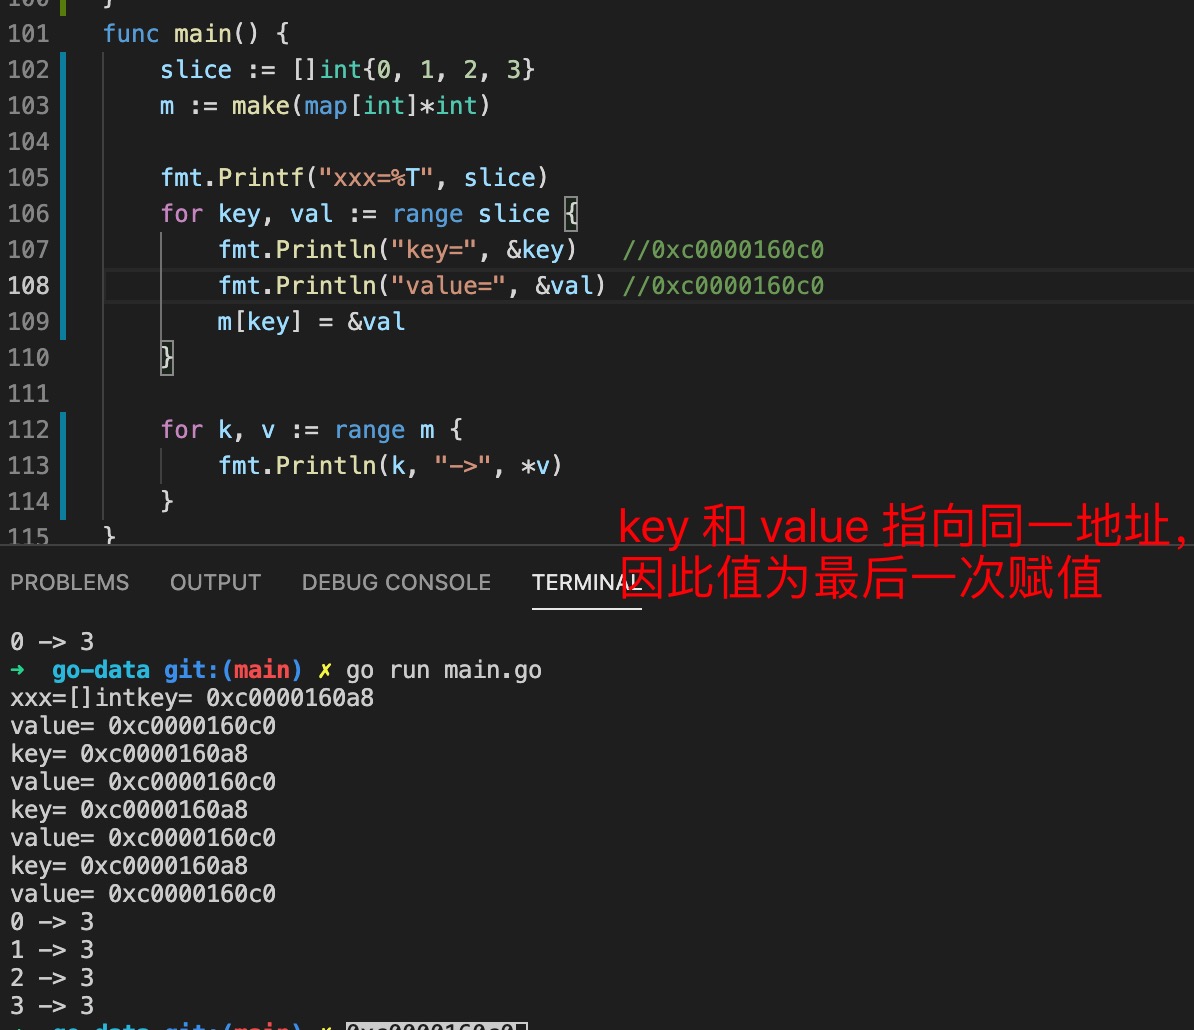 100 }
101 func main() {
102 slice := []int{0, 1, 2, 3}
103 m := make(map[int]*int)
104
105 fmt.Printf("xxx=%T", slice)
106 for key, val := range slice {
107 fmt.Println("key=", &key) //0xc0000160c0
108 fmt.Println("value=", &val) //0xc0000160c0
109 m[key] = &val
110 }
111
112 for k, v := range m {
113 fmt.Println(k, "->", *v)
114 }
115 }
key 和 value 指向同一地址，
因此值为最后一次赋值
PROBLEMS OUTPUT DEBUG CONSOLE TERMINAL
0 -> 3
➜ go-data git:(main) ✗ go run main.go
xxx=[]intkey= 0xc0000160a8
value= 0xc0000160c0
key= 0xc0000160a8
value= 0xc0000160c0
key= 0xc0000160a8
value= 0xc0000160c0
key= 0xc0000160a8
value= 0xc0000160c0
0 -> 3
1 -> 3
2 -> 3
3 -> 3
➜ go-data git:(main) ✗ 0xc0000160c0